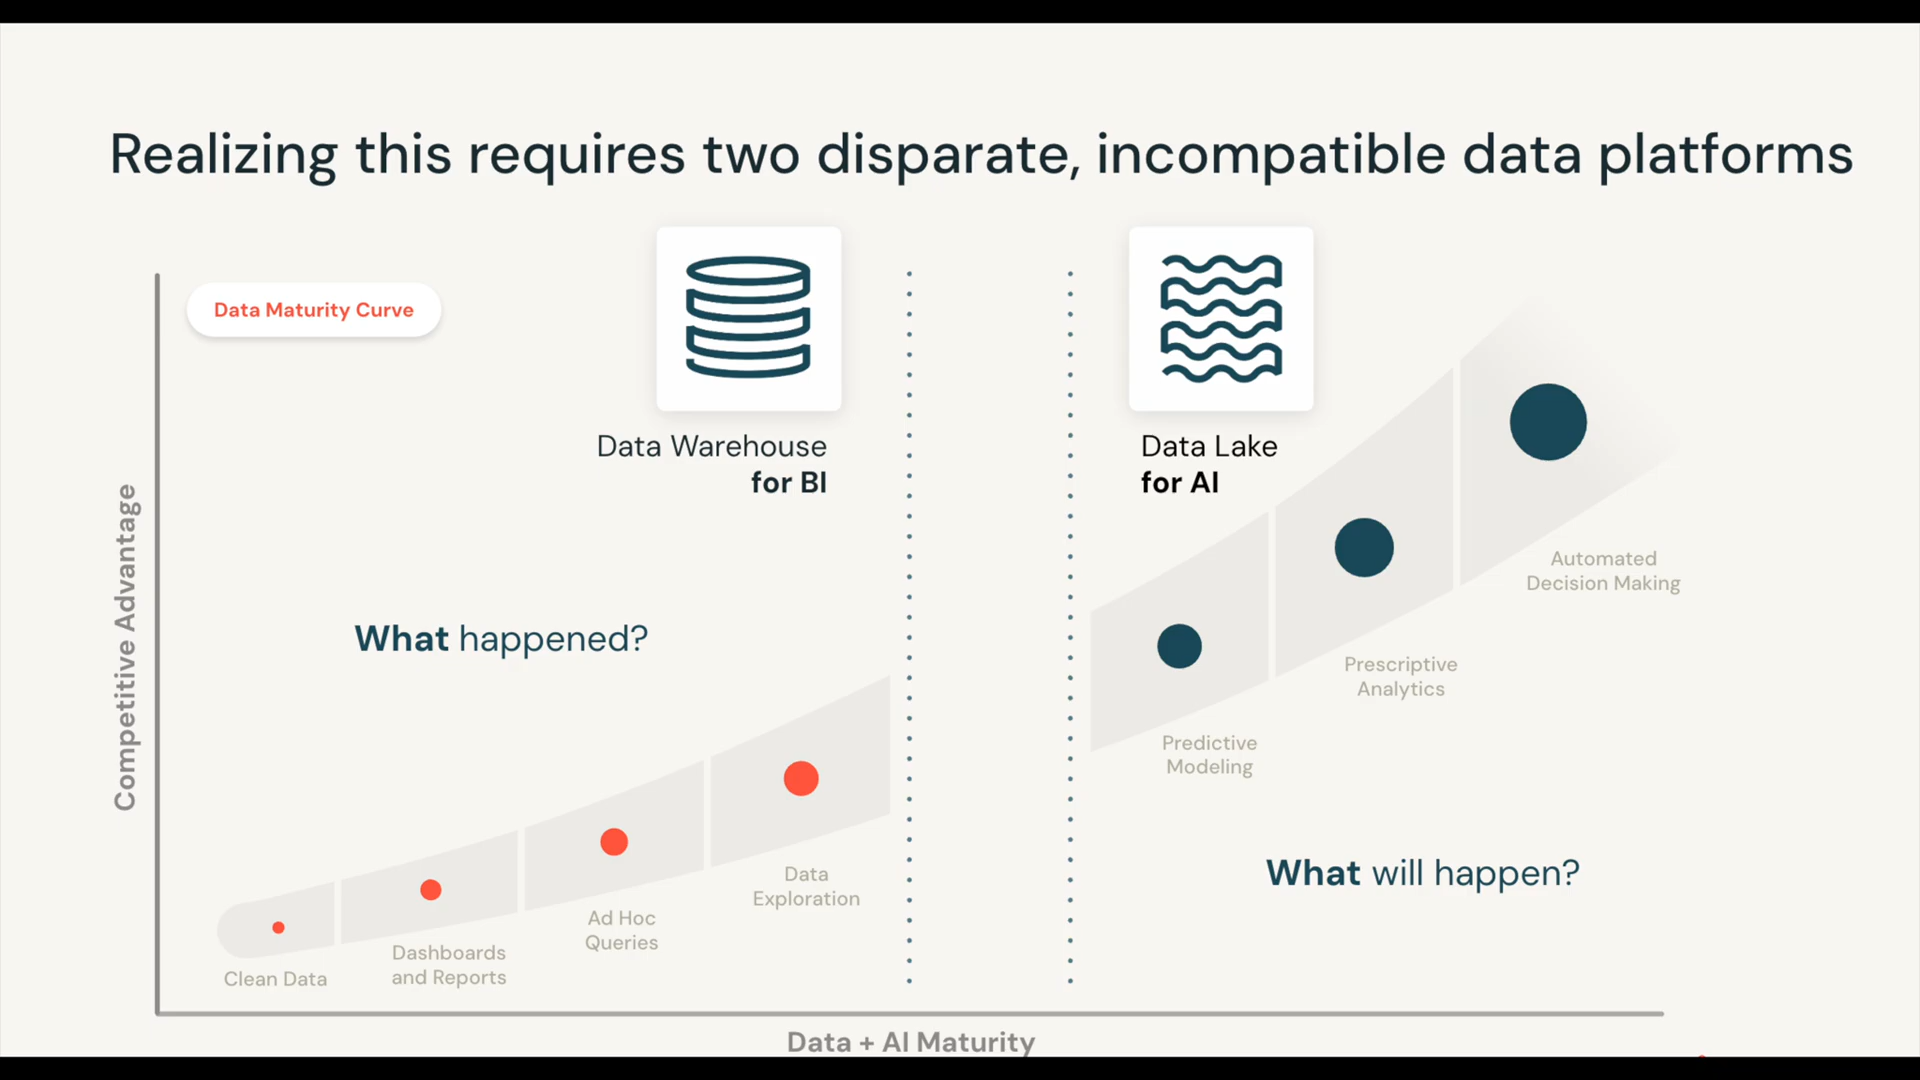 Realizing this requires two disparate, incompatible data platforms
Data Maturity Curve
Data Warehouse
for BI
Data Lake
for AI
Competitive Advantage
What happened?
What will happen?
Clean Data
Dashboards
and Reports
Ad Hoc
Queries
Data
Exploration
Predictive
Modeling
Prescriptive
Analytics
Automated
Decision Making
Data + AI Maturity